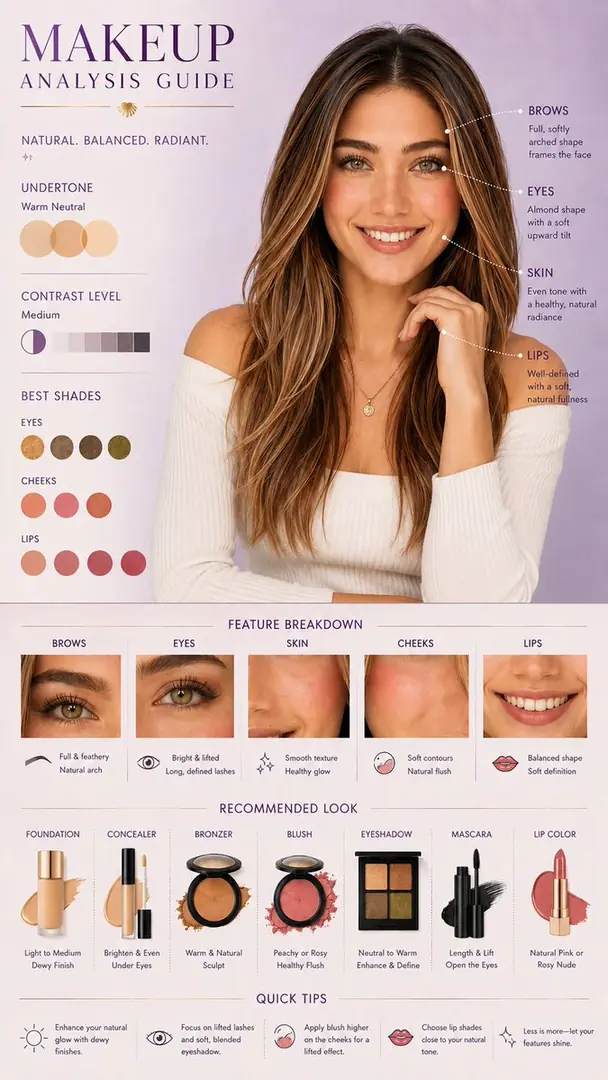 MAKEUP
ANALYSIS GUIDE
NATURAL. BALANCED. RADIANT.
UNDERTONE
Warm Neutral
CONTRAST LEVEL
Medium
BEST SHADES
EYES
CHEEKS
LIPS
BROWS
Full, softly
arched shape
frames the face
EYES
Almond shape
with a soft
upward tilt
SKIN
Even tone with
a healthy, natural
radiance
LIPS
Well-defined
with a soft,
natural fullness
FEATURE BREAKDOWN
BROWS
Full & feathery
Natural arch
EYES
Bright & lifted
Long, defined lashes
SKIN
Smooth texture
Healthy glow
CHEEKS
Soft contours
Natural flush
LIPS
Balanced shape
Soft definition
RECOMMENDED LOOK
FOUNDATION
Light to Medium
Dewy Finish
CONCEALER
Brighten & Even
Under Eyes
BRONZER
Warm & Natural
Sculpt
BLUSH
Peachy or Rosy
Healthy Flush
EYESHADOW
Neutral to Warm
Enhance & Define
MASCARA
Length & Lift
Open the Eyes
LIP COLOR
Natural Pink or
Rosy Nude
QUICK TIPS
Enhance your natural
glow with dewy
finishes.
Focus on lifted lashes
and soft, blended
eyeshadow.
Apply blush higher
on the cheeks for a
lifted effect.
Choose lip shades
close to your natural
tone.
Less is more—let your
features shine.